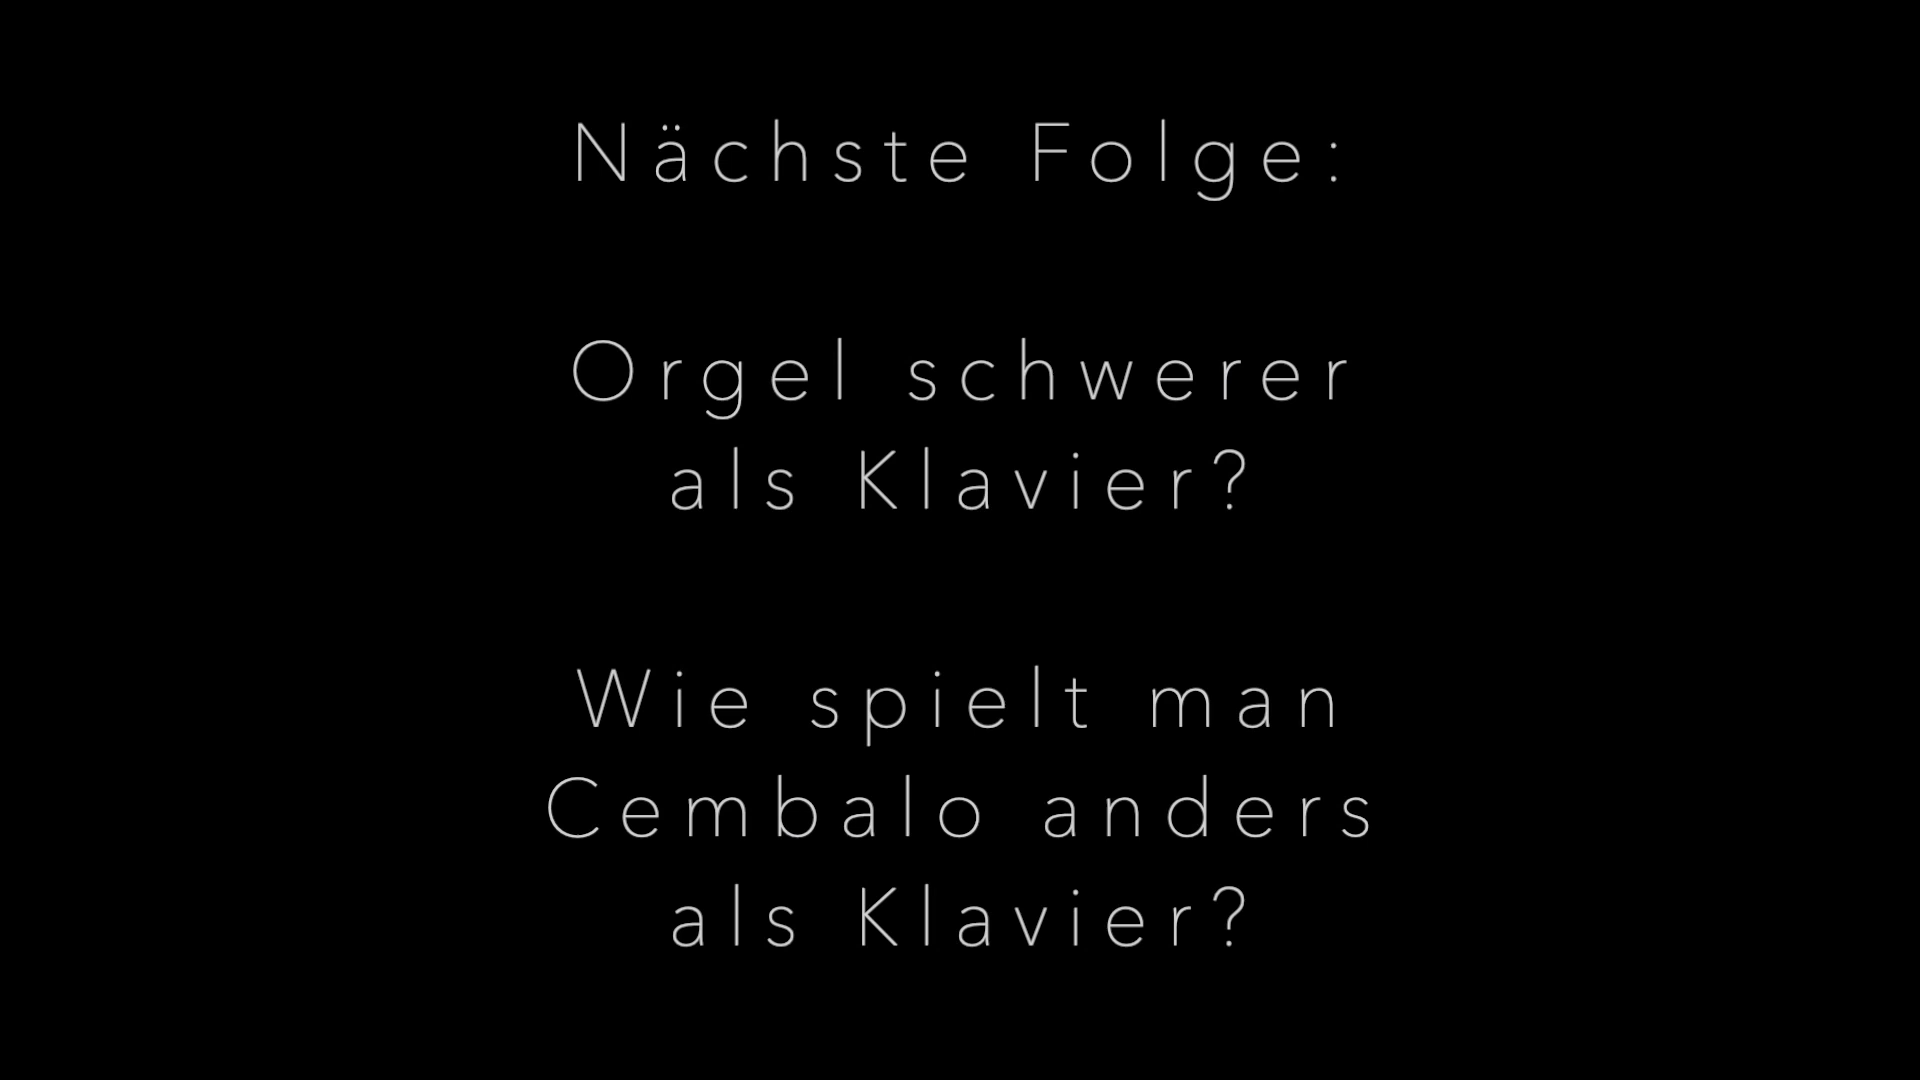 Nächste Folge:
Orgel schwerer
als Klavier?
Wie spielt man
Cembalo anders
als Klavier?